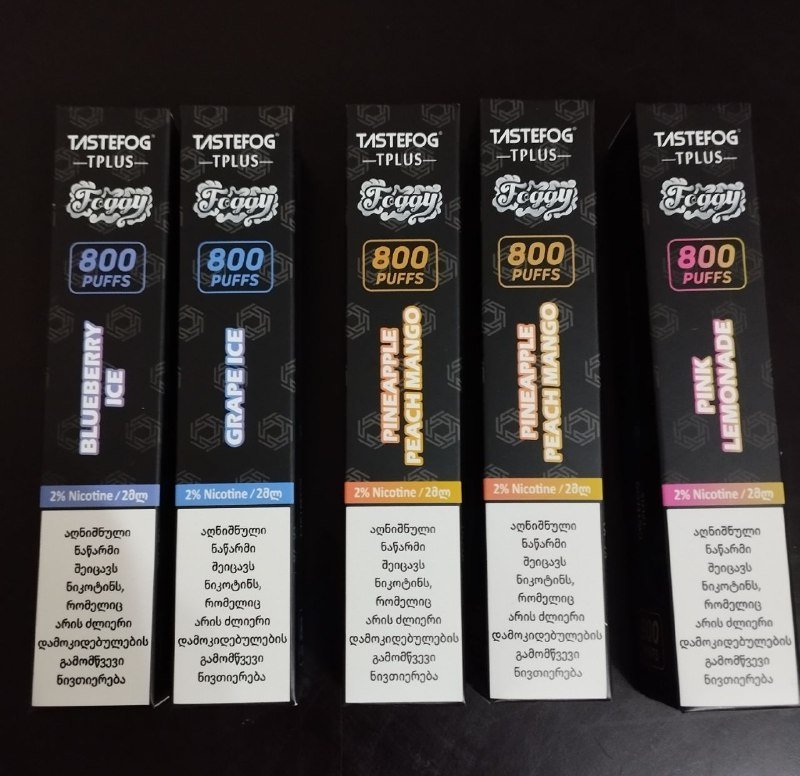 TASTEFOG
TPLUS
Foggy
800
PUFFS
BLUEBERRY
ICE
2% Nicotine / 2მლ
აღნიშნული
ნაწარმი
შეიცავს
ნიკოტინს,
რომელიც
არის ძლიერი
დამოკიდებულების
გამომწვევი
ნივთიერება
TASTEFOG
TPLUS
Foggy
800
PUFFS
GRAPE ICE
2% Nicotine / 2მლ
აღნიშნული
ნაწარმი
შეიცავს
ნიკოტინს,
რომელიც
არის ძლიერი
დამოკიდებულების
გამომწვევი
ნივთიერება
TASTEFOG
TPLUS
Foggy
800
PUFFS
PINEAPPLE
PEACH MANGO
2% Nicotine / 2მლ
აღნიშნული
ნაწარმი
შეიცავს
ნიკოტინს,
რომელიც
არის ძლიერი
დამოკიდებულების
გამომწვევი
ნივთიერება
TASTEFOG
TPLUS
Foggy
800
PUFFS
PINEAPPLE
PEACH MANGO
2% Nicotine / 2მლ
აღნიშნული
ნაწარმი
შეიცავს
ნიკოტინს,
რომელიც
არის ძლიერი
დამოკიდებულების
გამომწვევი
ნივთიერება
TASTEFOG
TPLUS
Foggy
800
PUFFS
PINK
LEMONADE
2% Nicotine / 2მლ
აღნიშნული
ნაწარმი
შეიცავს
ნიკოტინს,
რომელიც
არის ძლიერი
დამოკიდებულების
გამომწვევი
ნივთიერება
800